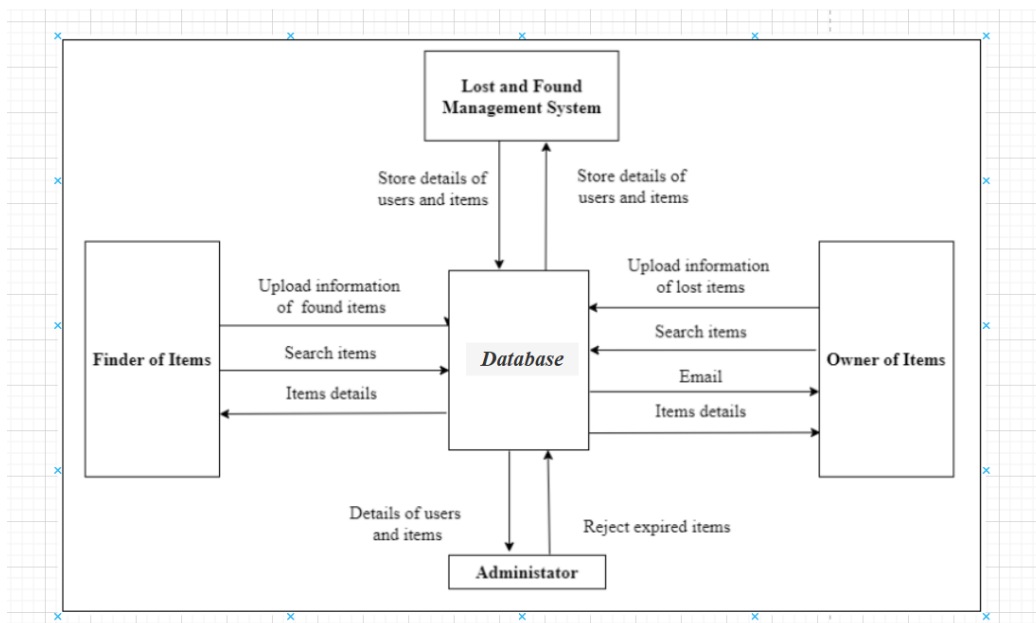 Lost and Found
Management System
Store details of
users and items
Store details of
users and items
Upload information
of found items
Search items
Items details
Finder of Items
Database
Upload information
of lost items
Search items
Email
Items details
Owner of Items
Details of users
and items
Reject expired items
Administator